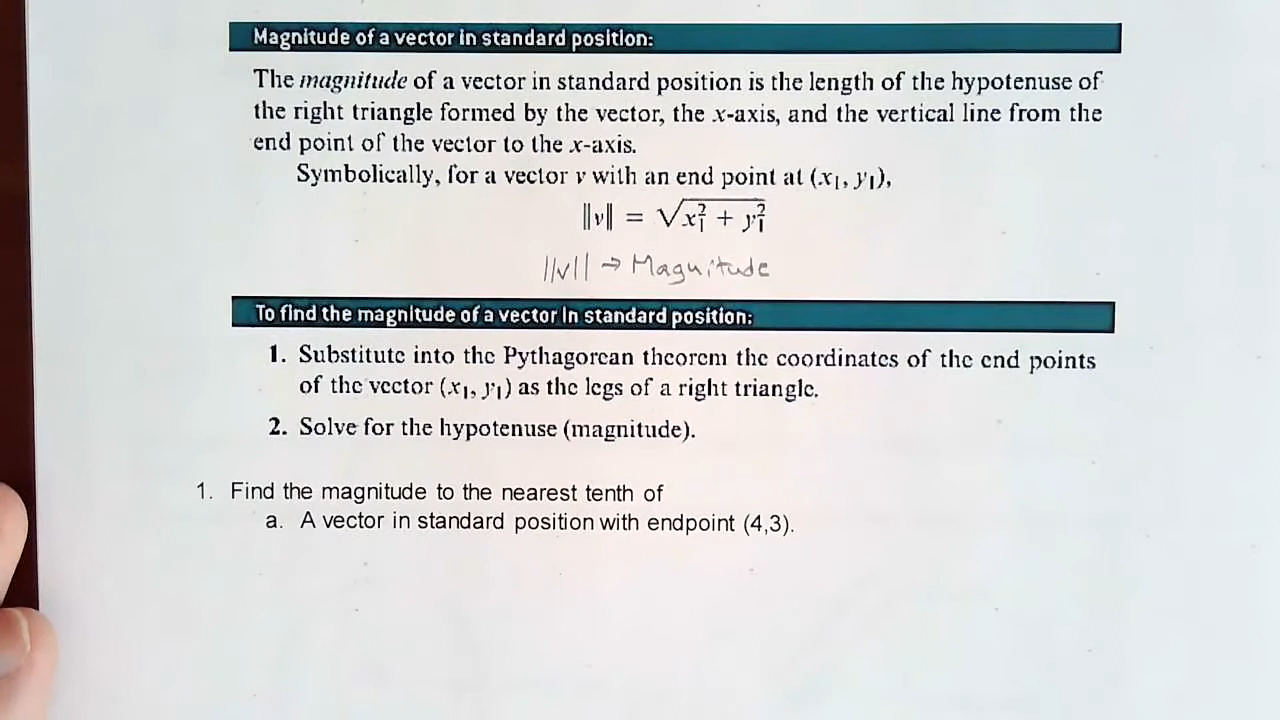 Magnitude of a vector in standard position:
The magnitude of a vector in standard position is the length of the hypotenuse of
the right triangle formed by the vector, the x-axis, and the vertical line from the
end point of the vector to the x-axis.
Symbolically, for a vector v with an end point at (x₁, y₁),
||v|| = √x₁² + y₁²
||v|| → Magnitude
To find the magnitude of a vector in standard position:
1. Substitute into the Pythagorean theorem the coordinates of the end points
of the vector (x₁, y₁) as the legs of a right triangle.
2. Solve for the hypotenuse (magnitude).
1. Find the magnitude to the nearest tenth of
a. A vector in standard position with endpoint (4,3).